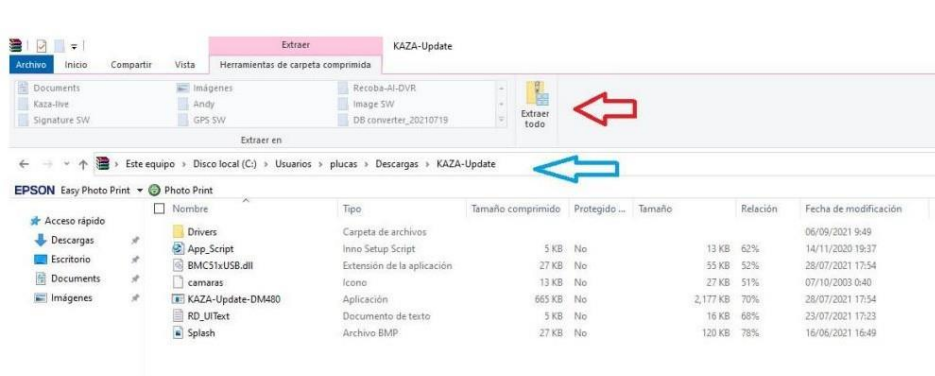 Extraer KAZA-Update
Archivo Inicio Compartir Vista Herramientas de carpeta comprimida
Documents Imágenes Recoba-AI-DVR
Kaza-live Andy Image SW
Signature SW GPS SW DB converter_20210719
Extraer todo
Extraer en
Este equipo > Disco local (C:) > Usuarios > plucas > Descargas > KAZA-Update
EPSON Easy Photo Print Photo Print
Acceso rápido
Descargas
Escritorio
Documents
Imágenes
Nombre Tipo Tamaño comprimido Protegido ... Tamaño Relación Fecha de modificación
Drivers Carpeta de archivos 06/09/2021 9:49
App_Script Inno Setup Script 5 KB No 13 KB 62% 14/11/2020 19:37
BMC51xUSB.dll Extensión de la aplicación 27 KB No 55 KB 52% 28/07/2021 17:54
camaras Icono 13 KB No 27 KB 51% 07/10/2003 0:40
KAZA-Update-DM480 Aplicación 665 KB No 2,177 KB 70% 28/07/2021 17:54
RD_UIText Documento de texto 5 KB No 16 KB 68% 23/07/2021 17:23
Splash Archivo BMP 27 KB No 120 KB 78% 16/06/2021 16:49